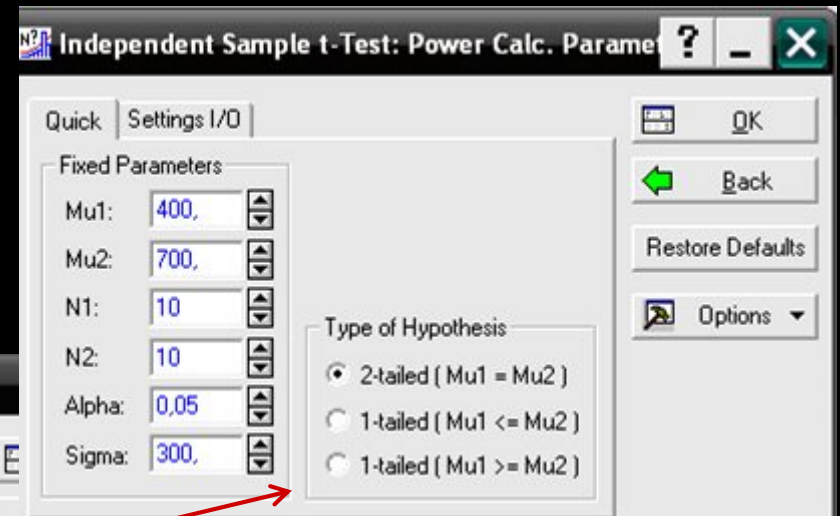 N? Independent Sample t-Test: Power Calc. Paramet ?
Quick Settings I/O
Fixed Parameters
Mu1: 400,
Mu2: 700,
N1: 10
N2: 10
Alpha: 0,05
Sigma: 300,
Type of Hypothesis
2-tailed ( Mu1 = Mu2 )
1-tailed ( Mu1 <= Mu2 )
1-tailed ( Mu1 >= Mu2 )
OK
Back
Restore Defaults
Options